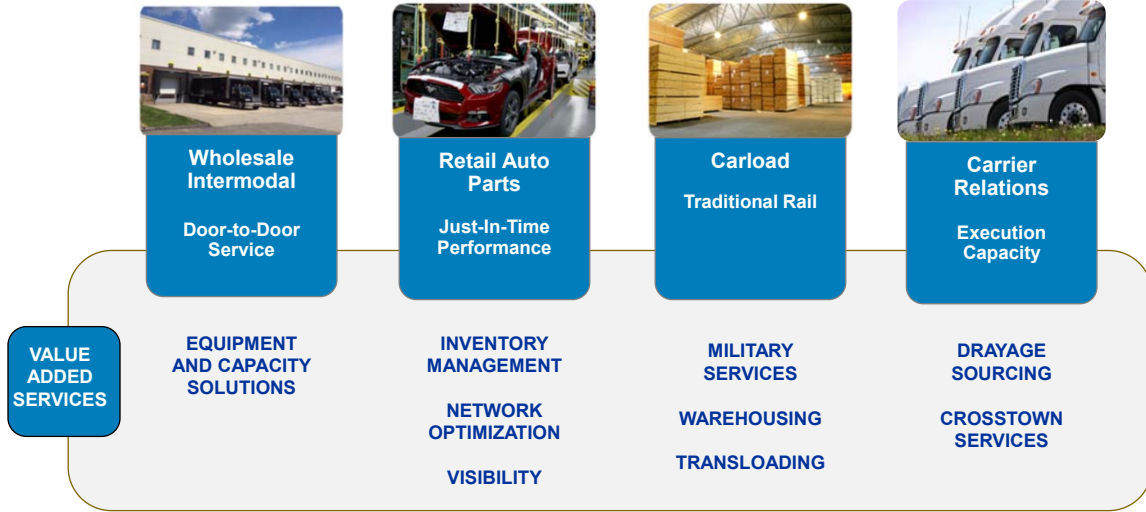 Wholesale
Intermodal
Door-to-Door
Service
Retail Auto
Parts
Just-In-Time
Performance
Carload
Traditional Rail
Carrier
Relations
Execution
Capacity
VALUE
ADDED
SERVICES
EQUIPMENT
AND CAPACITY
SOLUTIONS
INVENTORY
MANAGEMENT
NETWORK
OPTIMIZATION
VISIBILITY
MILITARY
SERVICES
WAREHOUSING
TRANSLOADING
DRAYAGE
SOURCING
CROSSTOWN
SERVICES